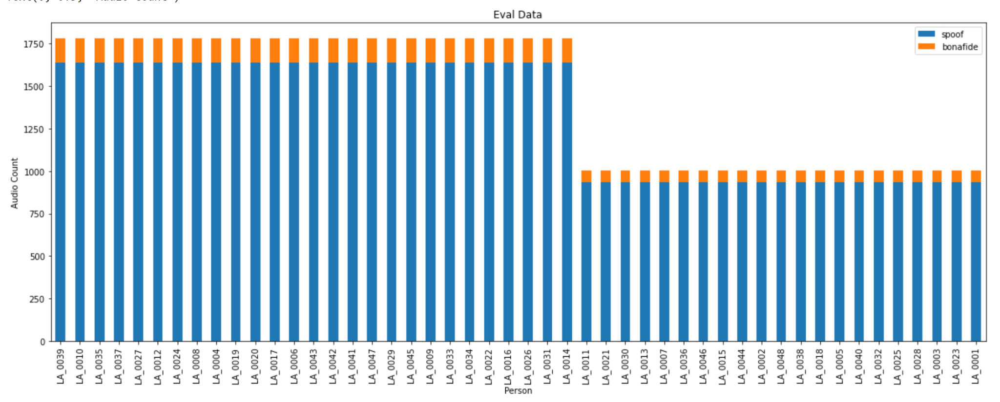 Eval Data
spoof
bonafide
1750
1500
1250
1000
750
500
250
0
Audio Count
LA_0039
LA_0010
LA_0035
LA_0037
LA_0027
LA_0012
LA_0024
LA_0008
LA_0004
LA_0019
LA_0020
LA_0017
LA_0006
LA_0043
LA_0042
LA_0041
LA_0047
LA_0029
LA_0045
LA_0009
LA_0033
LA_0034
LA_0022
LA_0016
LA_0026
LA_0031
LA_0014
LA_0011
LA_0021
LA_0030
LA_0013
LA_0007
LA_0036
LA_0046
LA_0015
LA_0044
LA_0002
LA_0048
LA_0038
LA_0018
LA_0005
LA_0040
LA_0032
LA_0025
LA_0028
LA_0003
LA_0023
LA_0001
Person